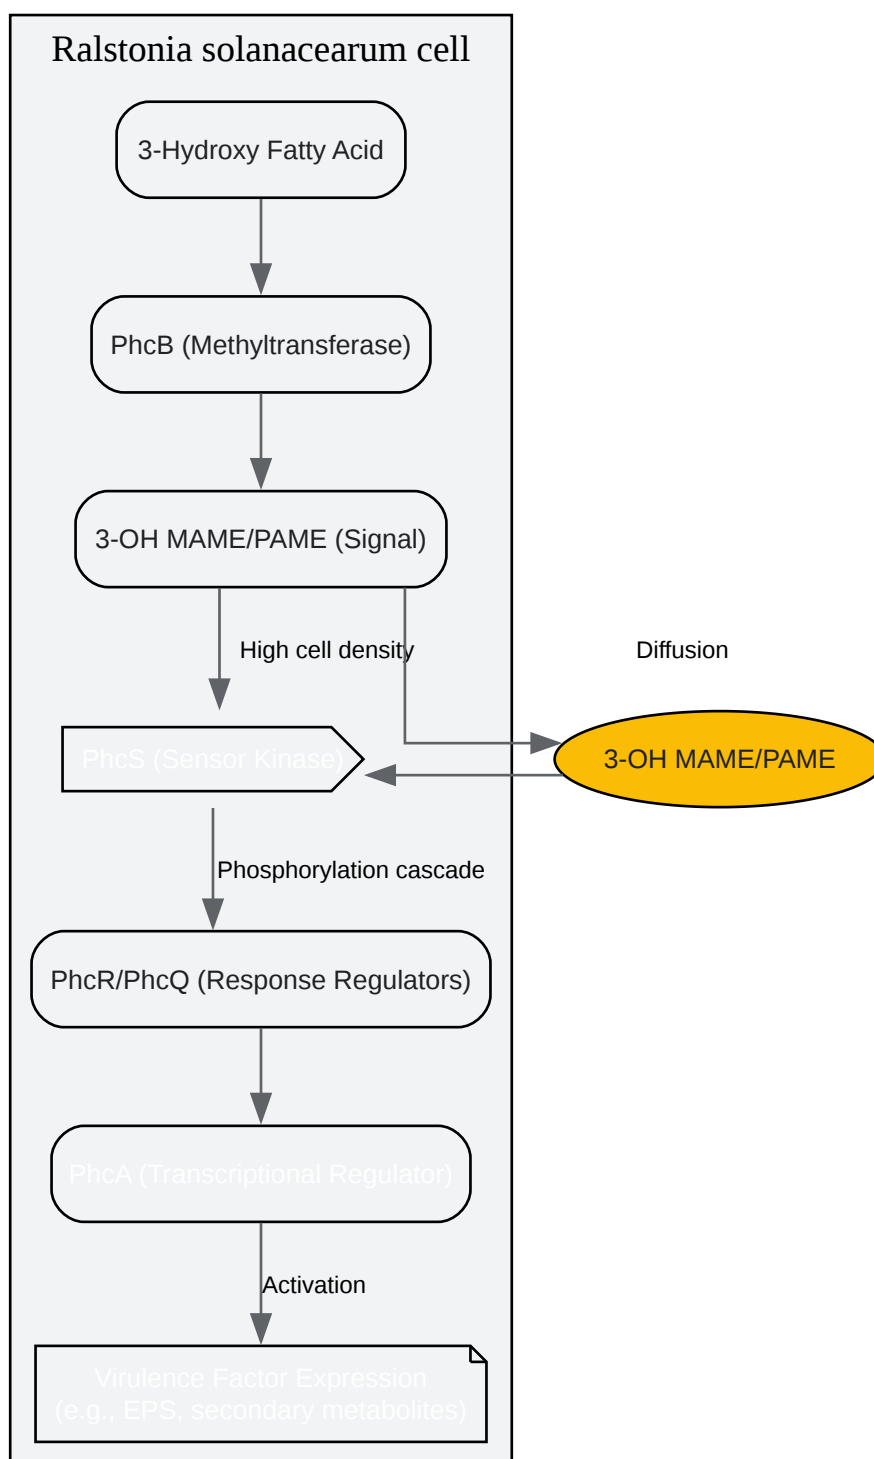 Ralstonia solanacearum cell
3-Hydroxy Fatty Acid
PhcB (Methyltransferase)
3-OH MAME/PAME (Signal)
High cell density
Diffusion
PhcS (Sensor Kinase)
3-OH MAME/PAME
Phosphorylation cascade
PhcR/PhcQ (Response Regulators)
PhcA (Transcriptional Regulator)
Activation
Virulence Factor Expression
(e.g., EPS, secondary metabolites)